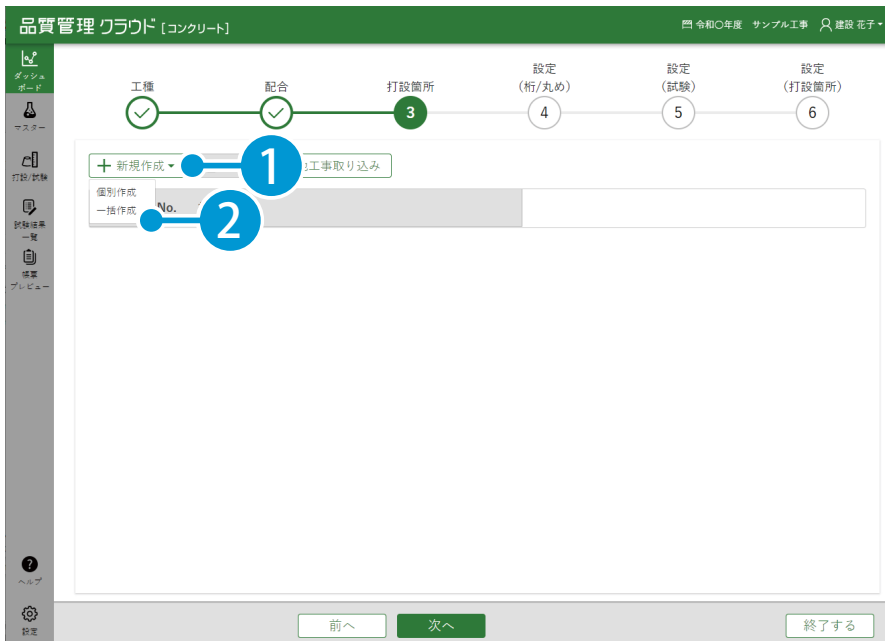 品質管理 クラウド [コンクリート]
令和〇年度 サンプル工事 建設 花子
ダッシュ
ボード
マスター
打設/試験
試験結果
一覧
帳票
プレビュー
ヘルプ
設定
工種
配合
打設箇所
3
設定
(桁/丸め)
4
設定
(試験)
5
設定
(打設箇所)
6
新規作成
1
工事取り込み
個別作成
一括作成
2
No.
前へ
次へ
終了する